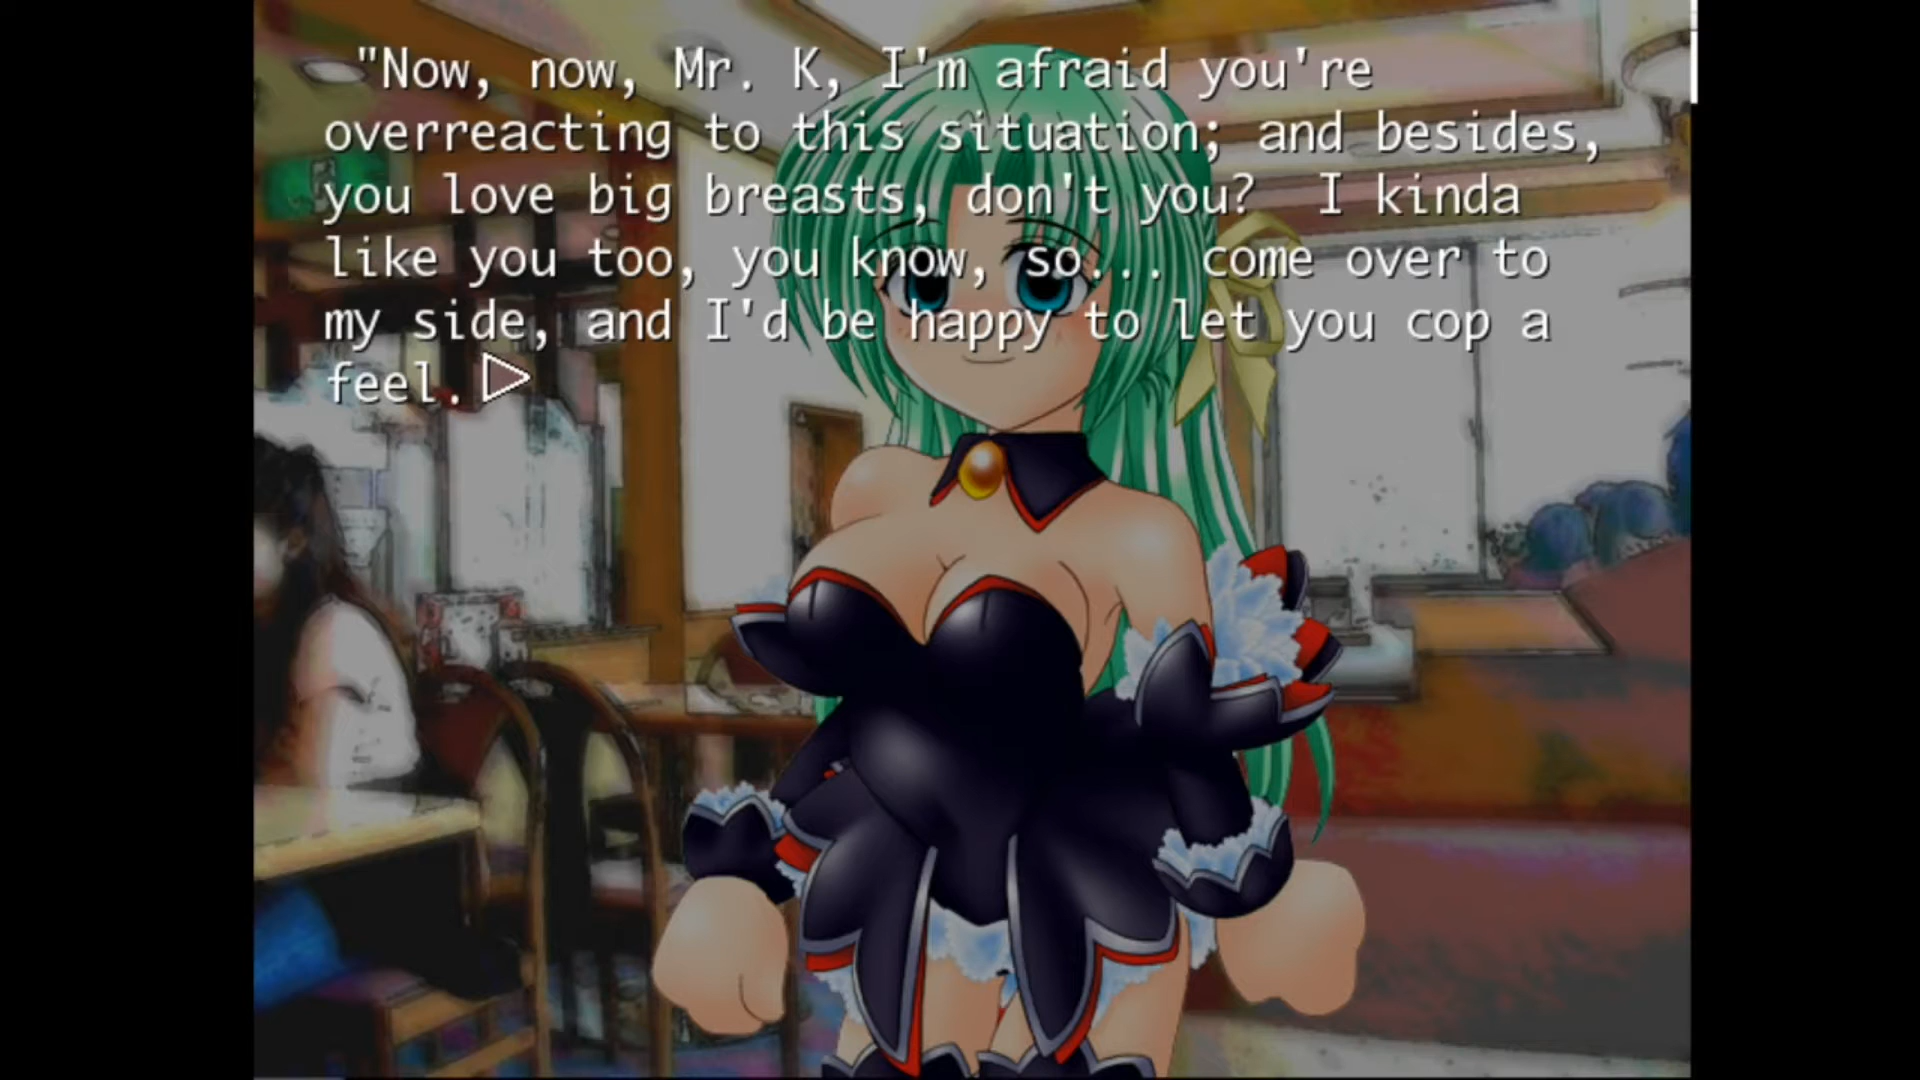 "Now, now, Mr. K, I'm afraid you're
overreacting to this situation; and besides,
you love big breasts, don't you?  I kinda
like you too, you know, so... come over to
my side, and I'd be happy to let you cop a
feel.